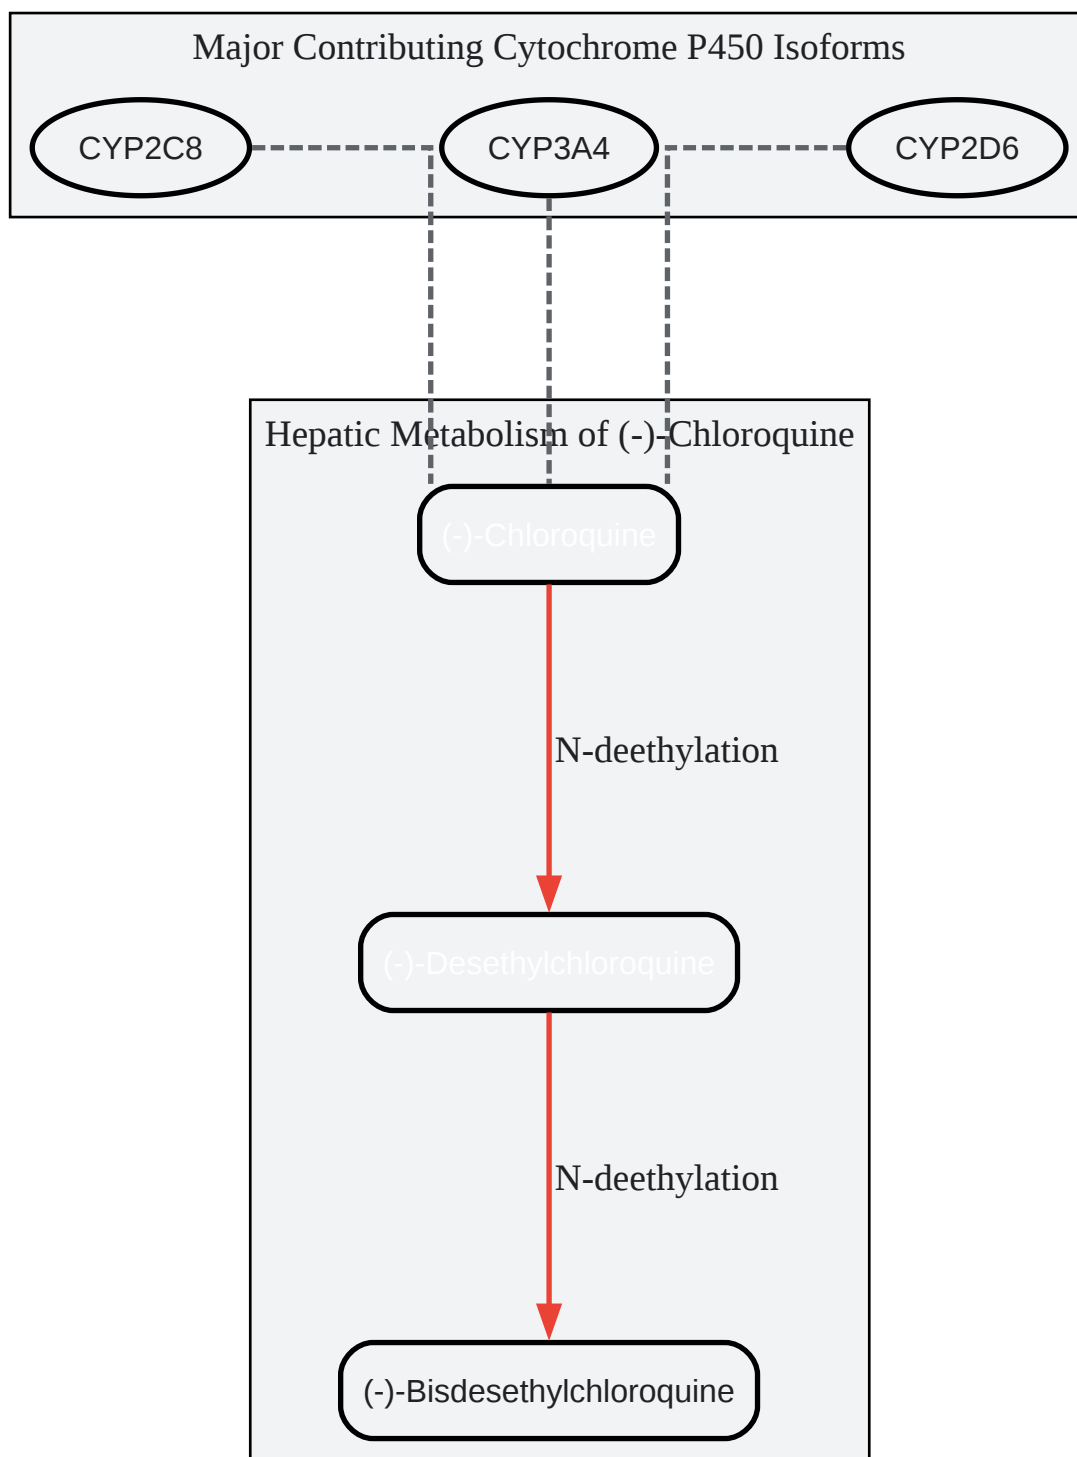 Major Contributing Cytochrome P450 Isoforms
CYP2C8
CYP3A4
CYP2D6
Hepatic Metabolism of (-)-Chloroquine
(-)-Chloroquine
N-deethylation
(-)-Desethylchloroquine
N-deethylation
(-)-Bisdesethylchloroquine